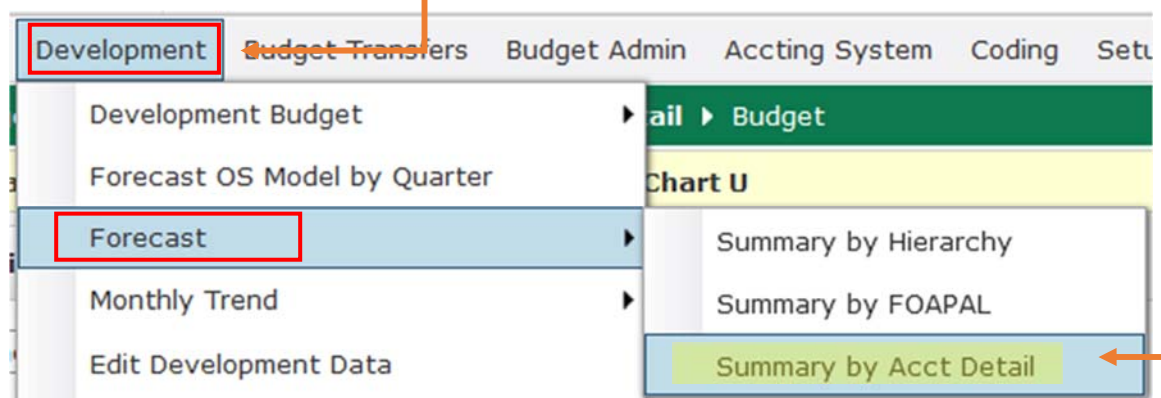 Development Budget Transfers Budget Admin Accting System Coding
Development Budget
Budget
Forecast OS Model by Quarter
Chart U
Forecast
Summary by Hierarchy
Monthly Trend
Summary by FOAPAL
Edit Development Data
Summary by Acct Detail